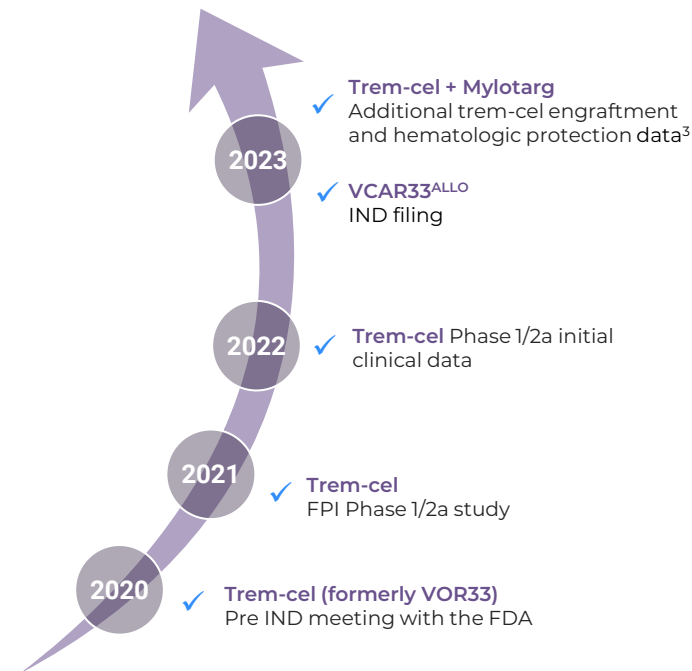 Trem-cel + Mylotarg
Additional trem-cel engraftment
and hematologic protection data³
2023
VCAR33ᴬᴸᴸᴼ
IND filing
2022
Trem-cel Phase 1/2a initial
clinical data
2021
Trem-cel
FPI Phase 1/2a study
2020
Trem-cel (formerly VOR33)
Pre IND meeting with the FDA